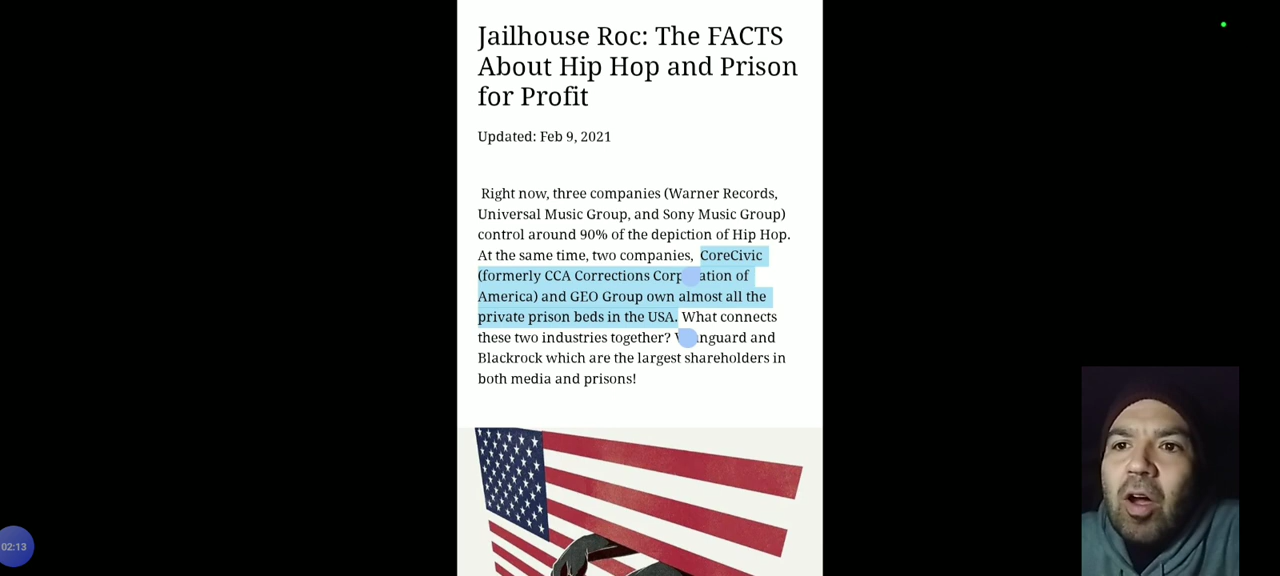 Jailhouse Roc: The FACTS
About Hip Hop and Prison
for Profit
Updated: Feb 9, 2021
Right now, three companies (Warner Records,
Universal Music Group, and Sony Music Group)
control around 90% of the depiction of Hip Hop.
At the same time, two companies, CoreCivic
(formerly CCA Corrections Corporation of
America) and GEO Group own almost all the
private prison beds in the USA. What connects
these two industries together? Vanguard and
Blackrock which are the largest shareholders in
both media and prisons!
02:13